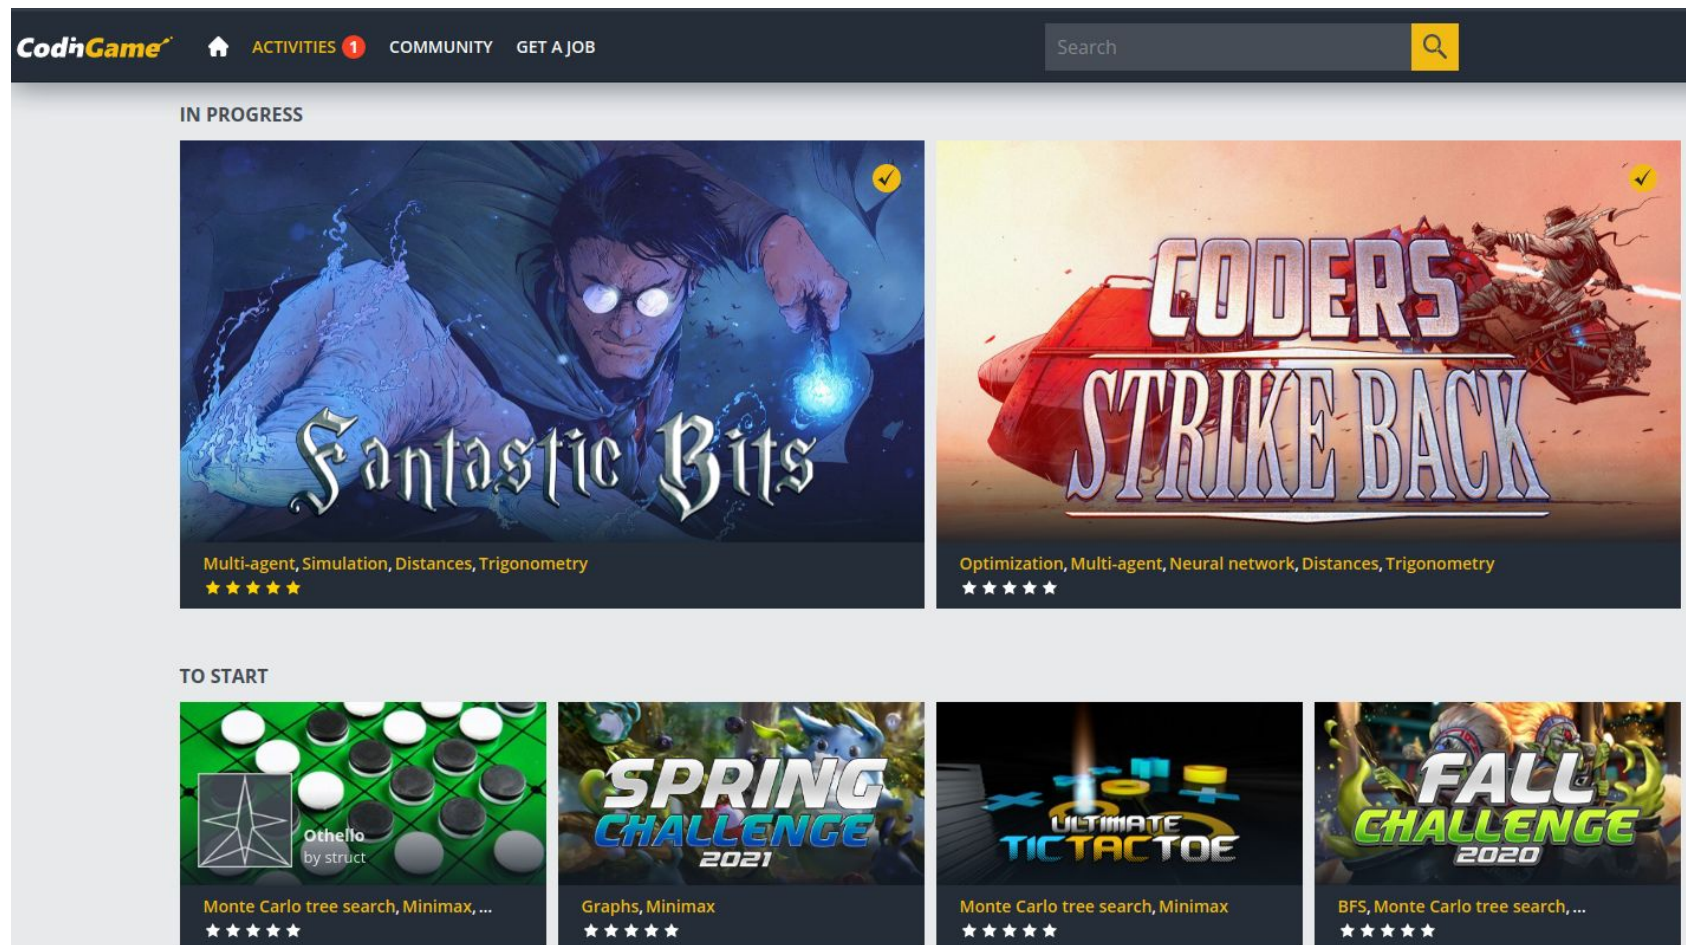 CodinGame
ACTIVITIES 1 COMMUNITY GET A JOB
Search
IN PROGRESS
Fantastic Bits
Multi-agent, Simulation, Distances, Trigonometry
CODERS
STRIKE BACK
Optimization, Multi-agent, Neural network, Distances, Trigonometry
TO START
Othello
by struct
Monte Carlo tree search, Minimax, ...
SPRING
CHALLENGE
2021
Graphs, Minimax
ULTIMATE
TIC TAC TOE
Monte Carlo tree search, Minimax
FALL
CHALLENGE
2020
BFS, Monte Carlo tree search, ...